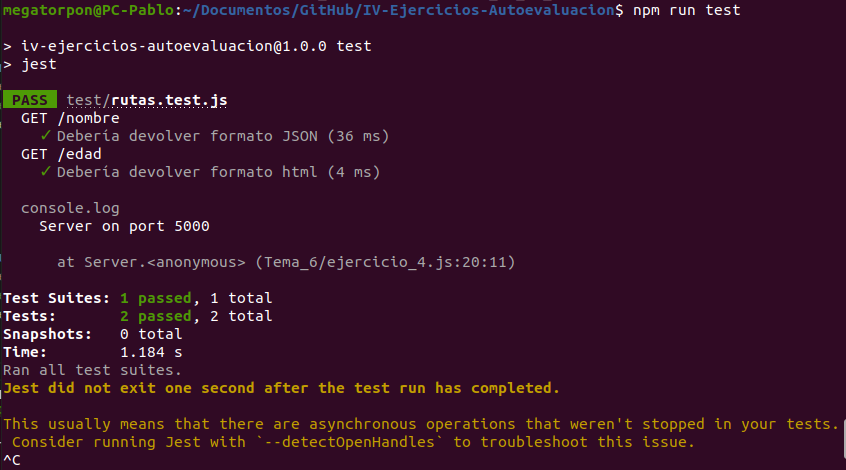 megatorpon@PC-Pablo:~/Documentos/GitHub/IV-Ejercicios-Autoevaluacion$ npm run test
> iv-ejercicios-autoevaluacion@1.0.0 test
> jest
PASS test/rutas.test.js
GET /nombre
✓ Debería devolver formato JSON (36 ms)
GET /edad
✓ Debería devolver formato html (4 ms)
console.log
Server on port 5000
at Server.<anonymous> (Tema_6/ejercicio_4.js:20:11)
Test Suites: 1 passed, 1 total
Tests: 2 passed, 2 total
Snapshots: 0 total
Time: 1.184 s
Ran all test suites.
Jest did not exit one second after the test run has completed.
This usually means that there are asynchronous operations that weren't stopped in your tests.
Consider running Jest with `--detectOpenHandles` to troubleshoot this issue.
^C